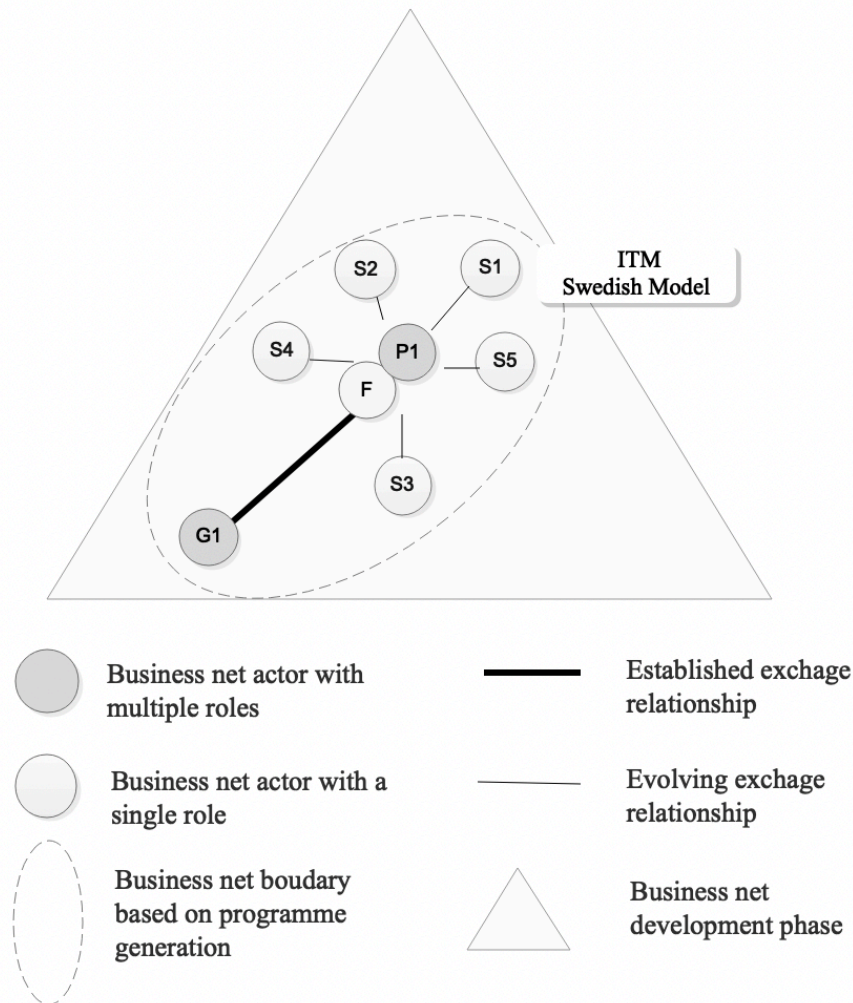 ITM
Swedish Model
S2
S1
S4
P1
S5
F
S3
G1
Business net actor with
multiple roles
Established exchage
relationship
Business net actor with a
single role
Evolving exchage
relationship
Business net boudary
based on programme
generation
Business net
development phase